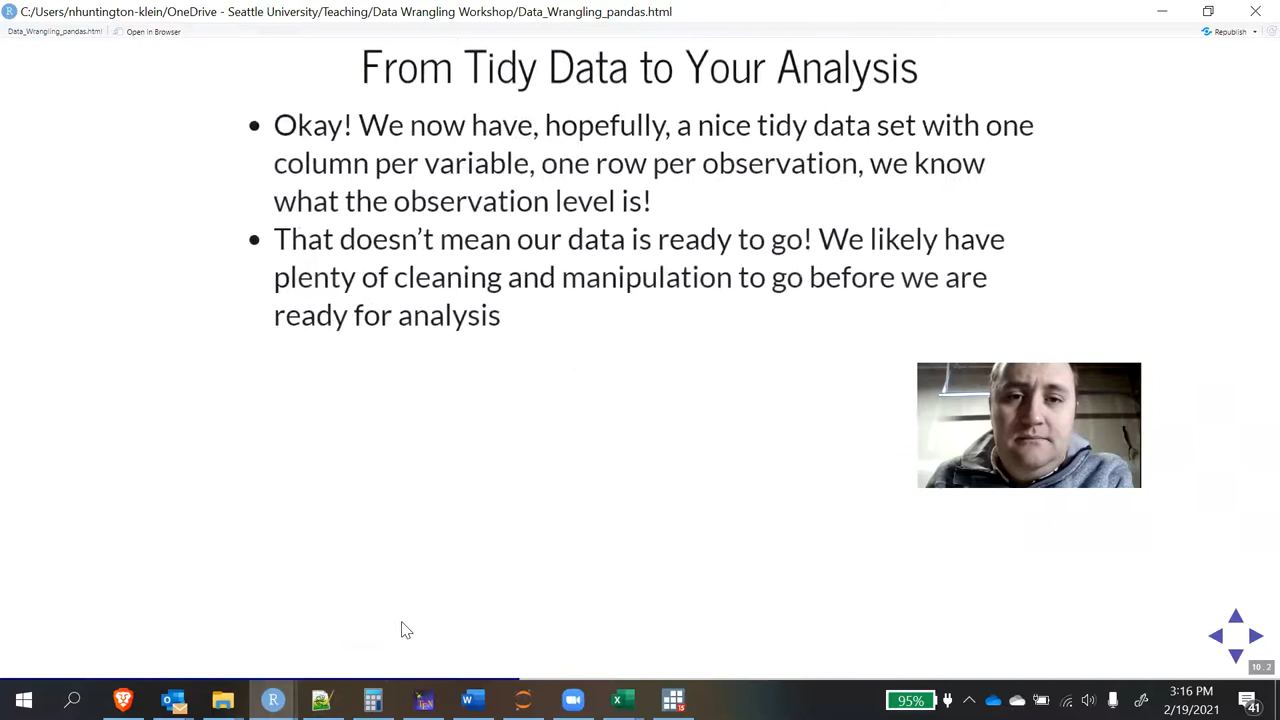 C:/Users/nhuntington-klein/OneDrive - Seattle University/Teaching/Data Wrangling Workshop/Data_Wrangling_pandas.html
Data_Wrangling_pandas.html
Open in Browser
Republish
From Tidy Data to Your Analysis
• Okay! We now have, hopefully, a nice tidy data set with one
column per variable, one row per observation, we know
what the observation level is!
• That doesn’t mean our data is ready to go! We likely have
plenty of cleaning and manipulation to go before we are
ready for analysis
10.2
95%
3:16 PM
2/19/2021
41